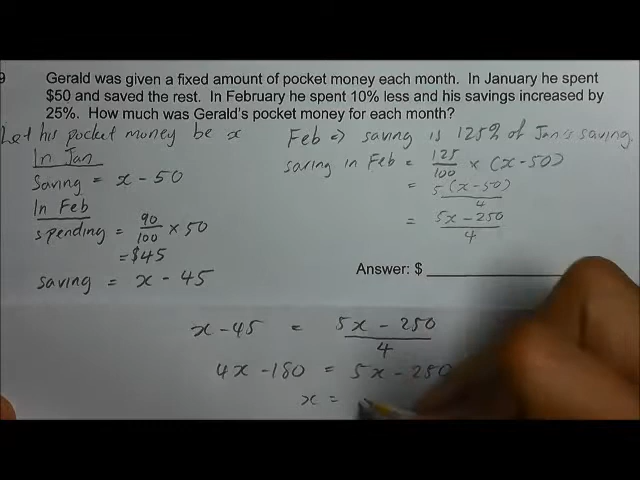 9 Gerald was given a fixed amount of pocket money each month. In January he spent
$50 and saved the rest. In February he spent 10% less and his savings increased by
25%. How much was Gerald's pocket money for each month?
Let his pocket money be x
In Jan
Saving = x - 50
In Feb
spending = 90/100 × 50
= $45
saving = x - 45
Feb => saving is 125% of Jan's saving
saving in Feb = 125/100 × (x-50)
= 5(x-50)/4
= 5x-250/4
Answer: $
x-45 = 5x-250/4
4x-180 = 5x-250
x =